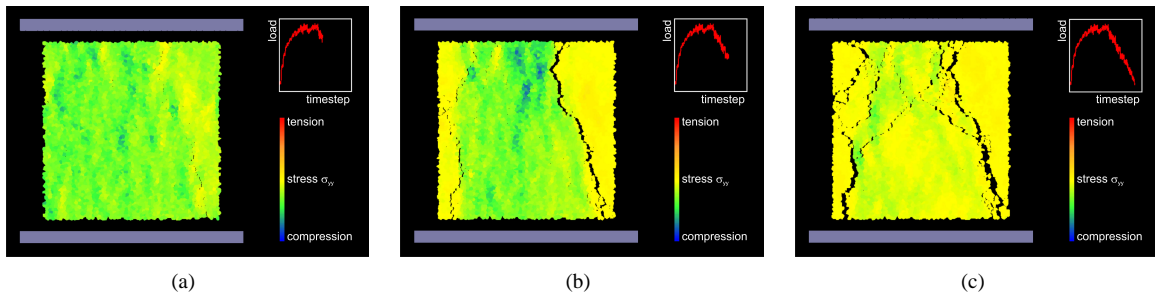 load
timestep
tension
stress σyy
compression
(a)
load
timestep
tension
stress σyy
compression
(b)
load
timestep
tension
stress σyy
compression
(c)